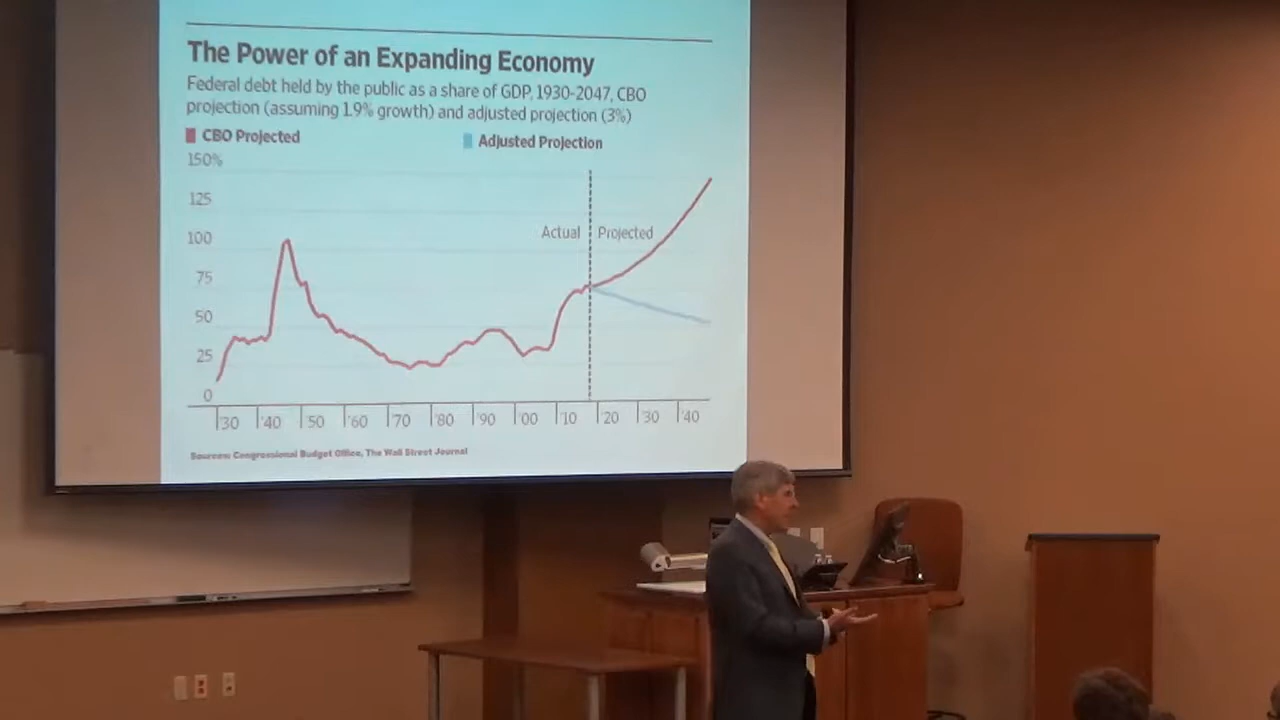 The Power of an Expanding Economy
Federal debt held by the public as a share of GDP, 1930-2047, CBO
projection (assuming 1.9% growth) and adjusted projection (3%)
CBO Projected
Adjusted Projection
150%
125
100
75
50
25
0
Actual
Projected
'30 '40 '50 '60 '70 '80 '90 '00 '10 '20 '30 '40
Sources: Congressional Budget Office, The Wall Street Journal